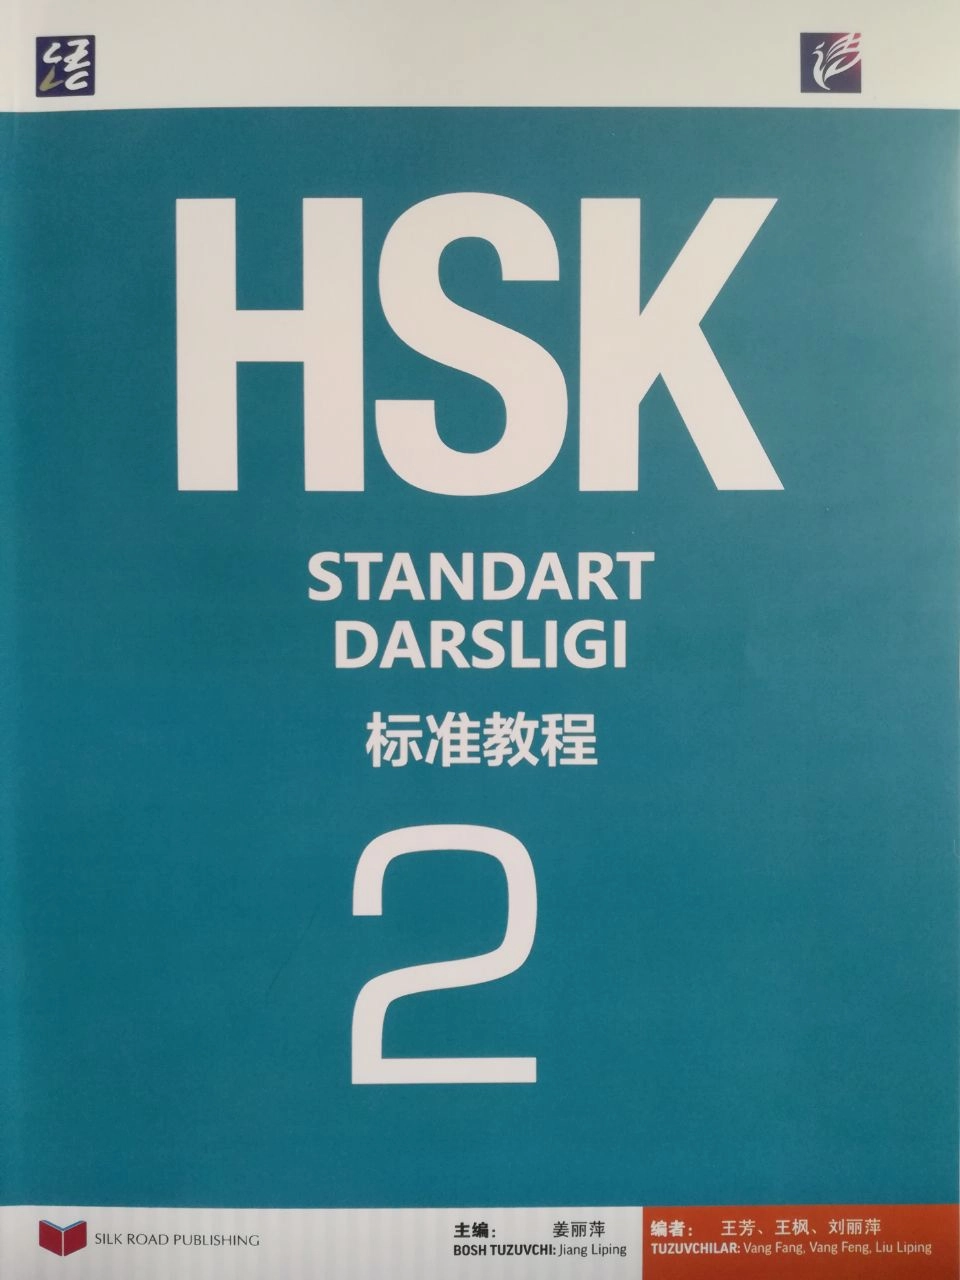 HSK
STANDART
DARSLIGI
标准教程
2
SILK ROAD PUBLISHING
主编： 姜丽萍
BOSH TUZUVCHI: Jiang Liping
编者： 王芳、王枫、刘丽萍
TUZUVCHILAR: Vang Fang, Vang Feng, Liu Liping